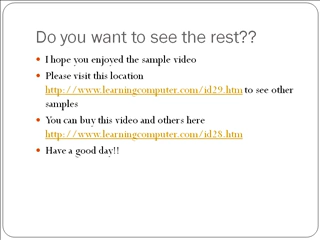 Do you want to see the rest??
I hope you enjoyed the sample video
Please visit this location
http://www.learningcomputer.com/id29.htm to see other
samples
You can buy this video and others here
http://www.learningcomputer.com/id28.htm
Have a good day!!